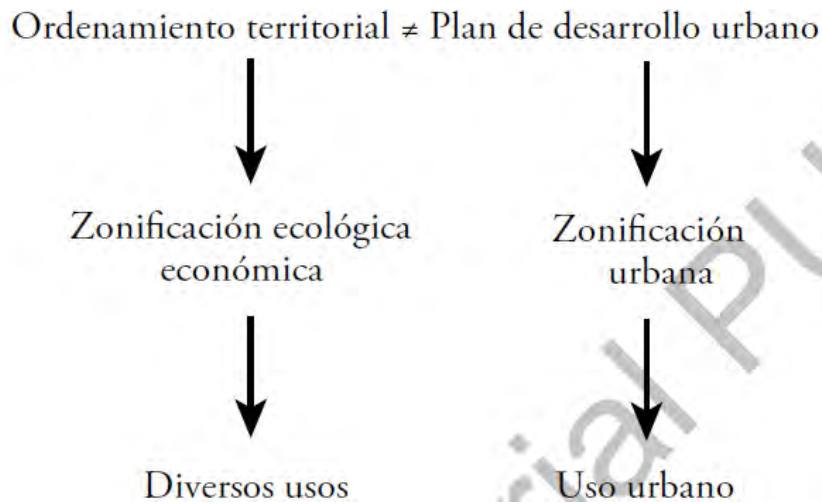 Ordenamiento territorial ≠ Plan de desarrollo urbano
Zonificación ecológica
económica
Zonificación
urbana
Diversos usos
Uso urbano